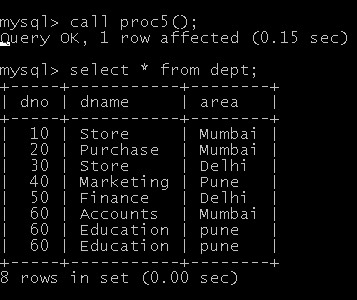 mysql> call proc5();
Query OK, 1 row affected (0.15 sec)
mysql> select * from dept;
+------+-----------+--------+
| dno | dname | area |
+------+-----------+--------+
| 10 | Store | Mumbai |
| 20 | Purchase | Mumbai |
| 30 | Store | Delhi |
| 40 | Marketing | Pune |
| 50 | Finance | Delhi |
| 60 | Accounts | Mumbai |
| 60 | Education | pune |
| 60 | Education | pune |
+------+-----------+--------+
8 rows in set (0.00 sec)